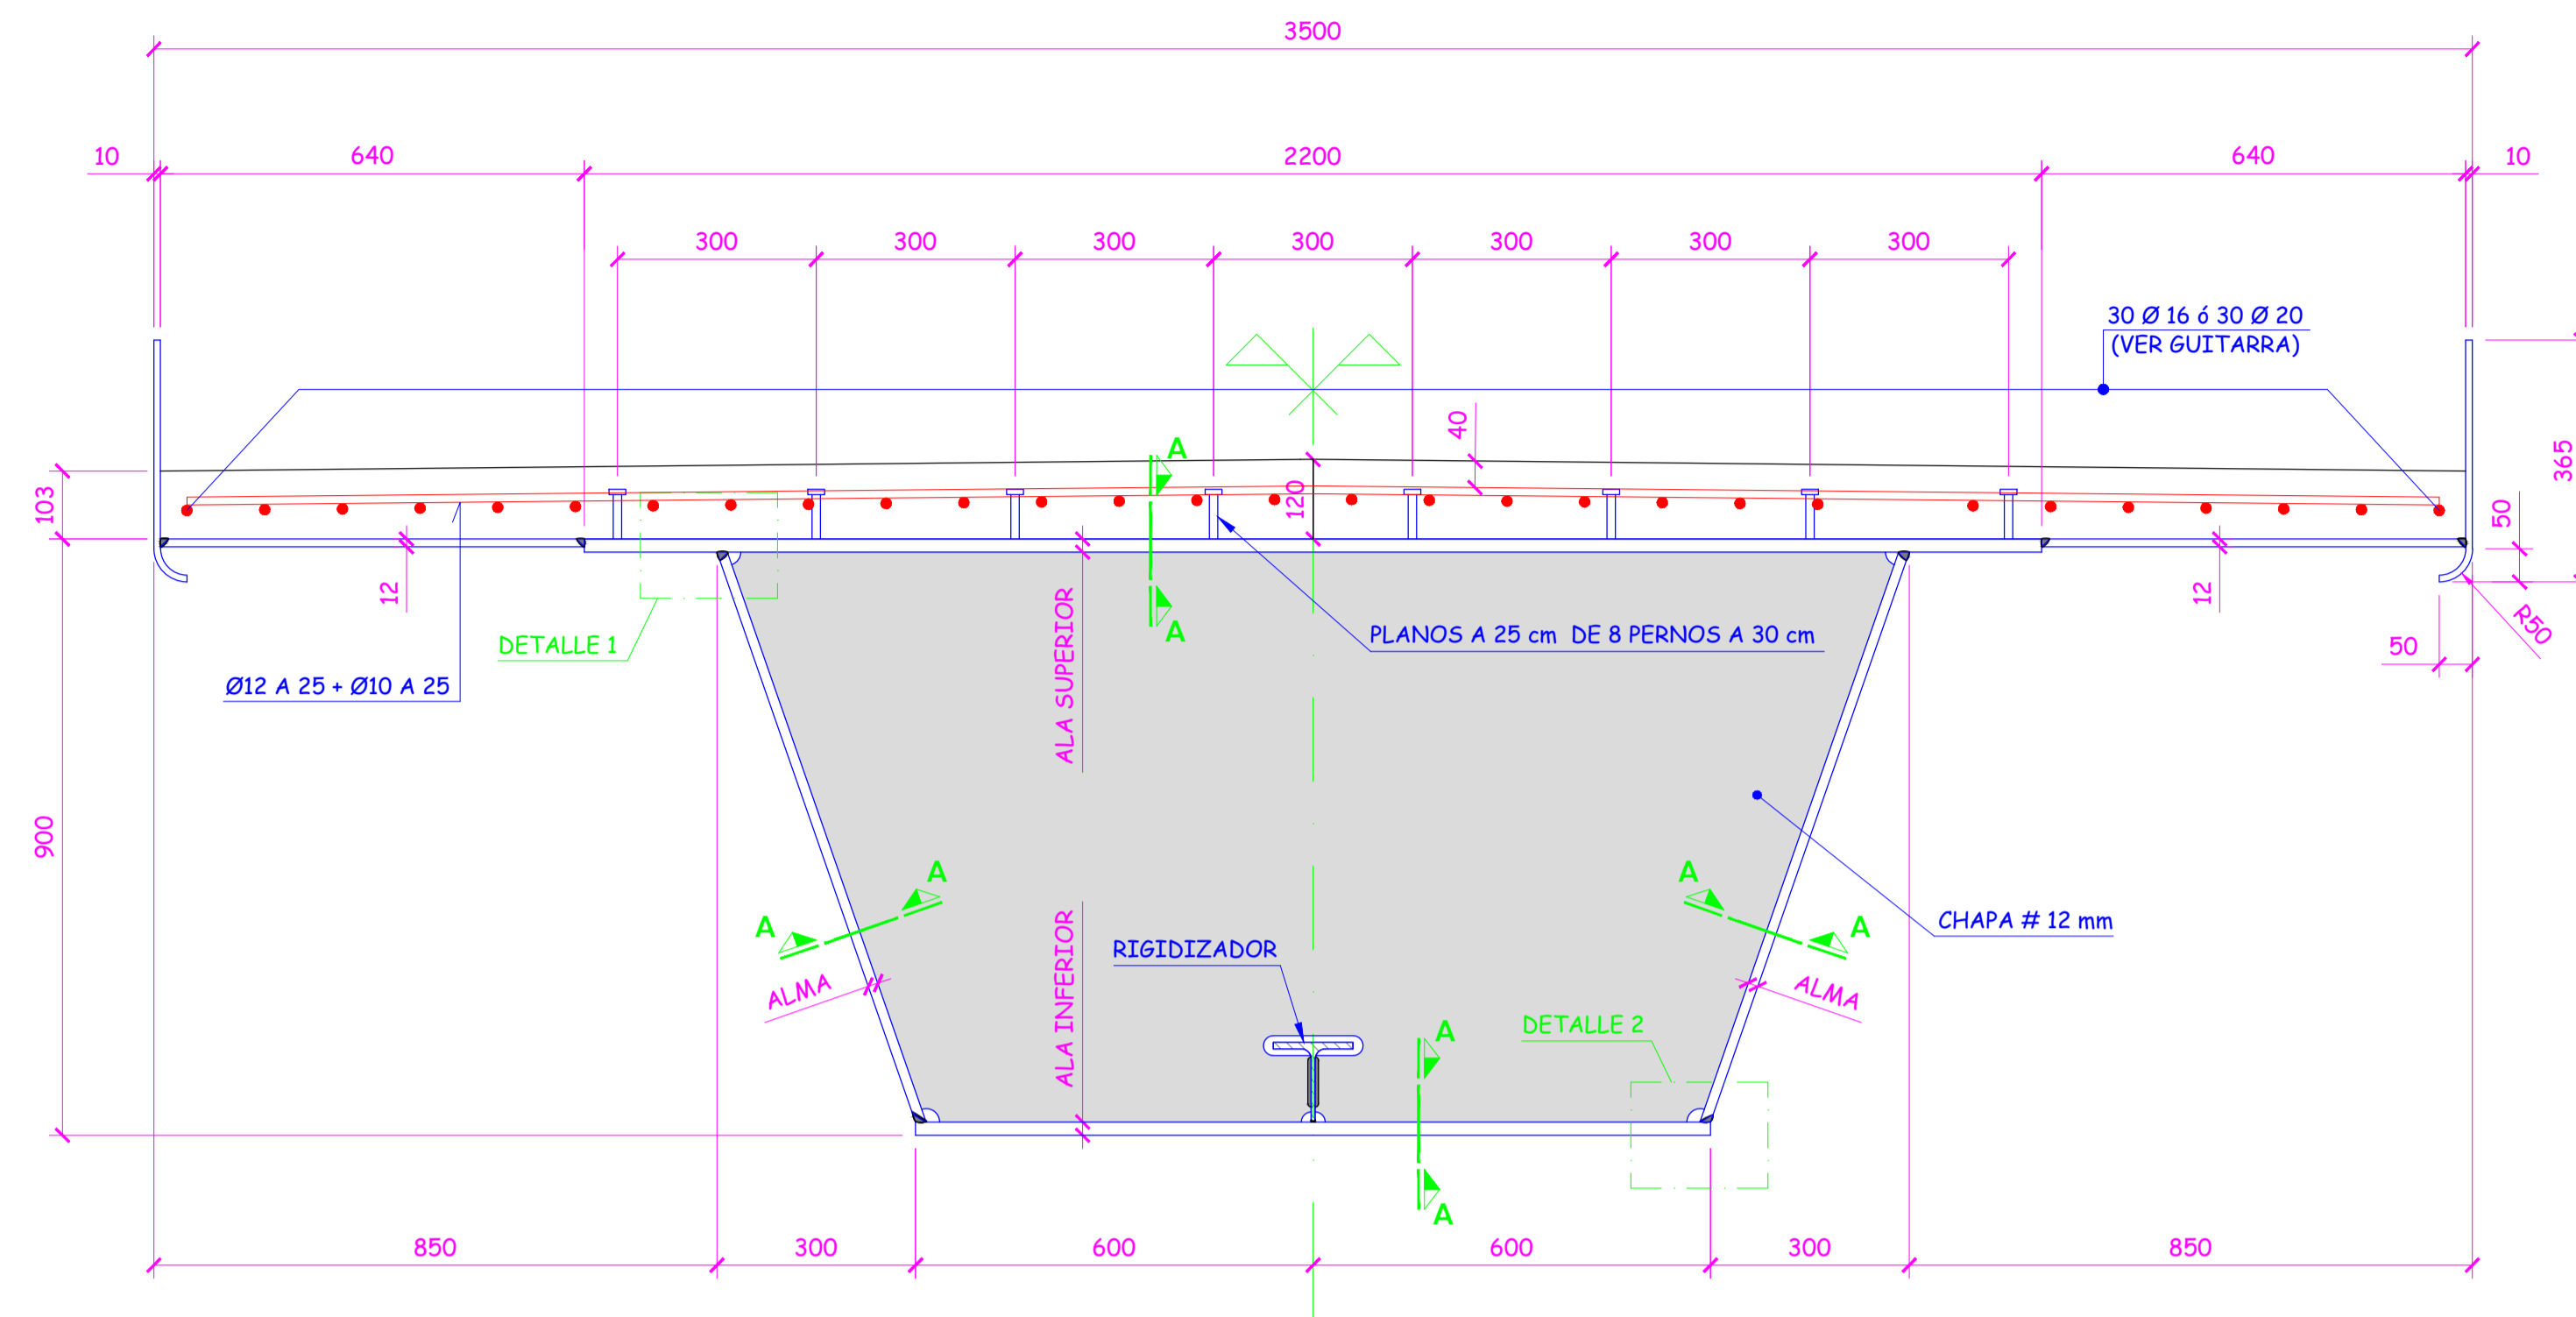 3500
10
640
2200
640
10
300
300
300
300
300
300
300
30 Ø 16 ó 30 Ø 20
(VER GUITARRA)
40
A
365
103
120
50
12
12
R50
50
DETALLE 1
A
PLANOS A 25 cm DE 8 PERNOS A 30 cm
Ø12 A 25 + Ø10 A 25
ALA SUPERIOR
900
A
A
A
A
CHAPA # 12 mm
RIGIDIZADOR
ALA INFERIOR
ALMA
ALMA
DETALLE 2
A
A
850
300
600
600
300
850